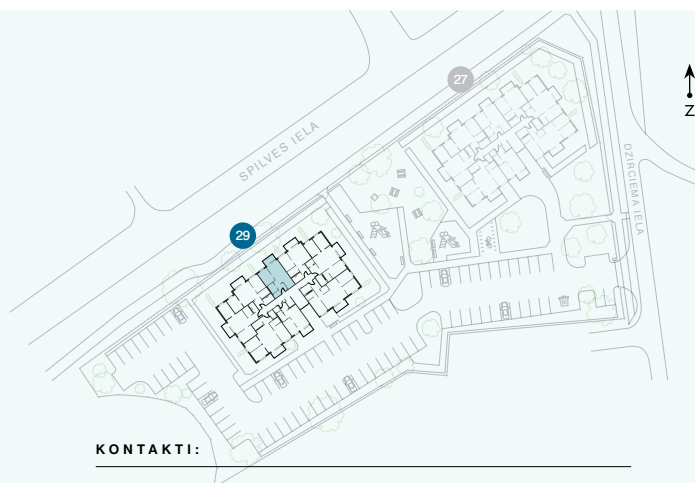 27
Z
SPILVES IELA
DZIRCIEMA IELA
29
KONTAKTI: